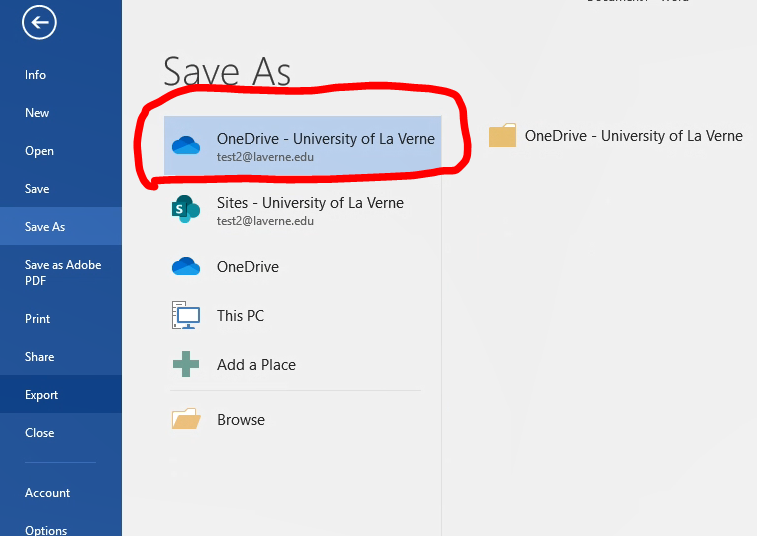 Info
New
Open
Save
Save As
Save as Adobe
PDF
Print
Share
Export
Close
Account
Options
Save As
OneDrive - University of La Verne
test2@laverne.edu
S
Sites - University of La Verne
test2@laverne.edu
OneDrive
This PC
Add a Place
Browse
OneDrive - University of La Verne